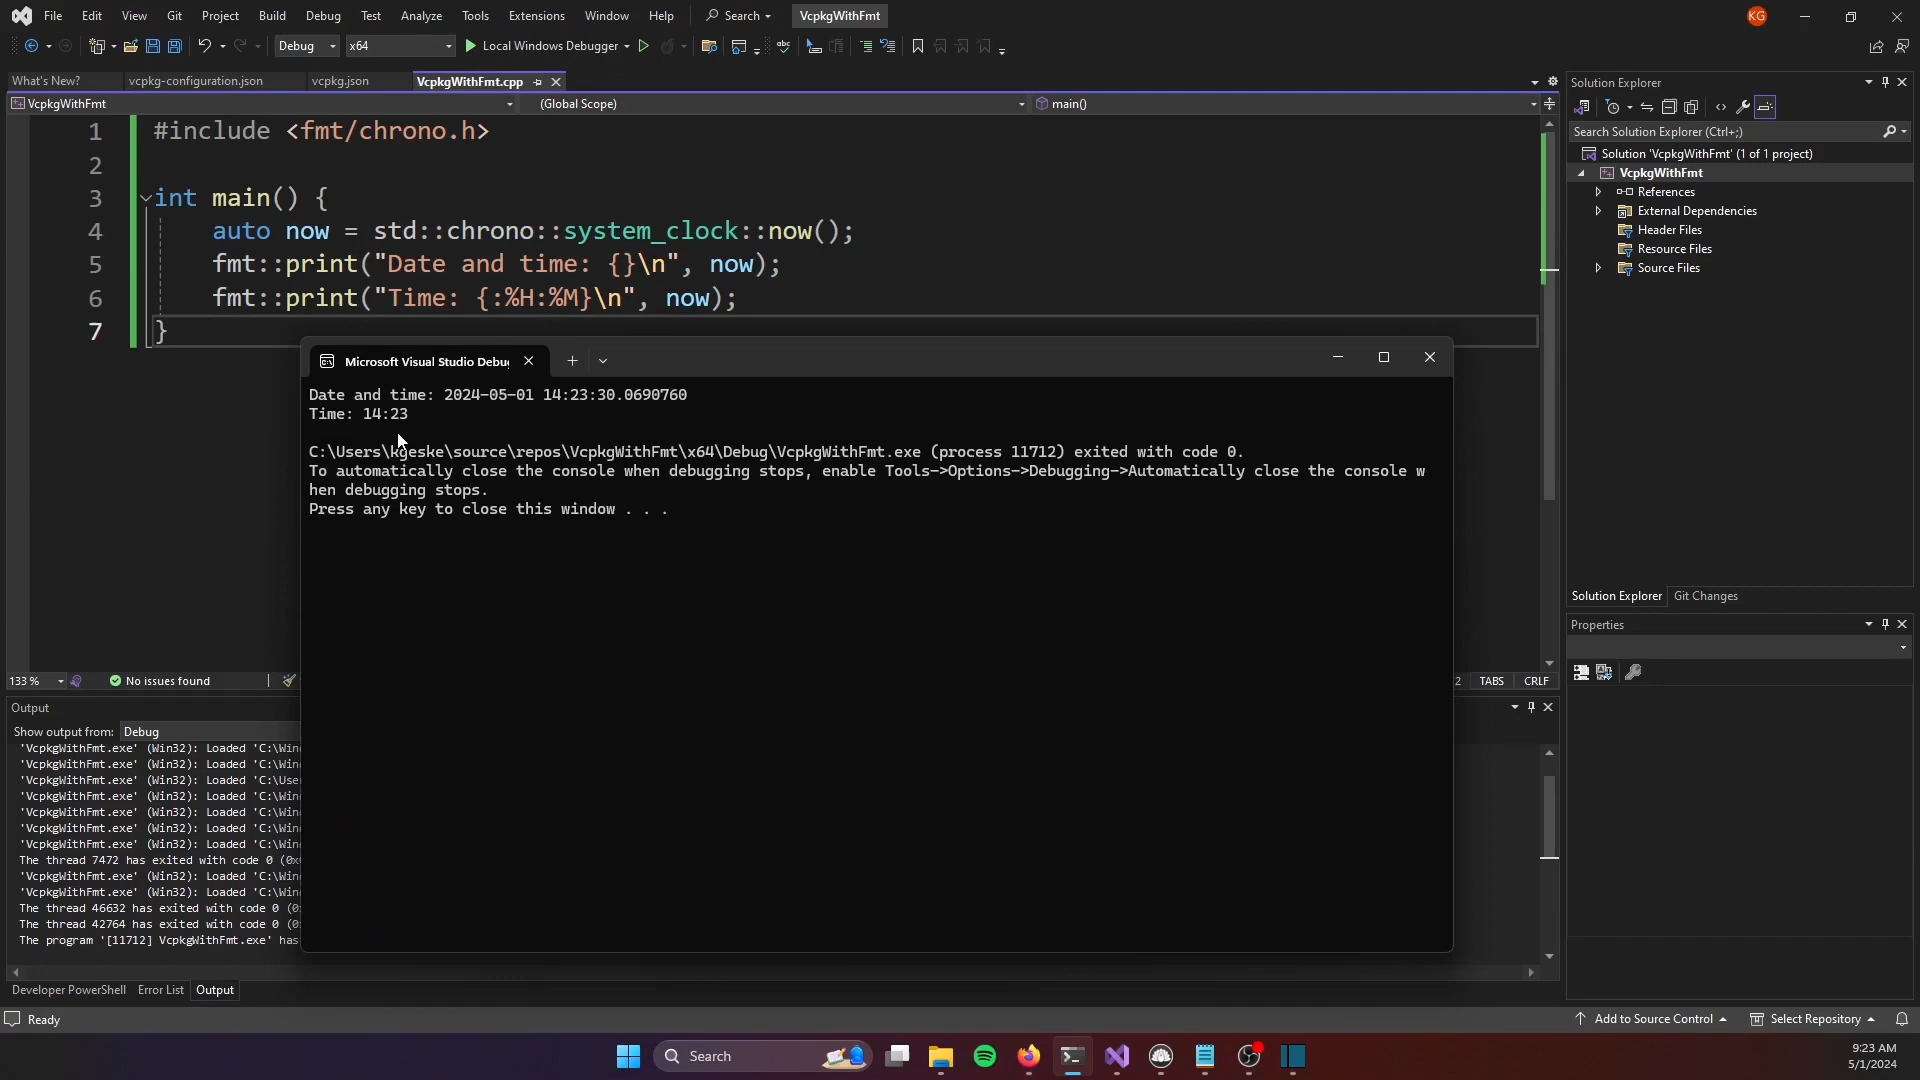 File Edit View Git Project Build Debug Test Analyze Tools Extensions Window Help Search VcpkgWithFmt KG
Debug x64 Local Windows Debugger
What's New? vcpkg-configuration.json vcpkg.json VcpkgWithFmt.cpp
VcpkgWithFmt (Global Scope) main()
1 #include <fmt/chrono.h>
2
3 int main() {
4 auto now = std::chrono::system_clock::now();
5 fmt::print("Date and time: {}\n", now);
6 fmt::print("Time: {:%H:%M}\n", now);
7 }
Solution Explorer
Search Solution Explorer (Ctrl+;)
Solution 'VcpkgWithFmt' (1 of 1 project)
VcpkgWithFmt
References
External Dependencies
Header Files
Resource Files
Source Files
Solution Explorer Git Changes
Properties
Microsoft Visual Studio Debug
Date and time: 2024-05-01 14:23:30.0690760
Time: 14:23
C:\Users\kgeske\source\repos\VcpkgWithFmt\x64\Debug\VcpkgWithFmt.exe (process 11712) exited with code 0.
To automatically close the console when debugging stops, enable Tools->Options->Debugging->Automatically close the console w
hen debugging stops.
Press any key to close this window . . .
133 % No issues found 2 TABS CRLF
Output
Show output from: Debug
'VcpkgWithFmt.exe' (Win32): Loaded 'C:\Win
'VcpkgWithFmt.exe' (Win32): Loaded 'C:\Win
'VcpkgWithFmt.exe' (Win32): Loaded 'C:\Use
'VcpkgWithFmt.exe' (Win32): Loaded 'C:\Win
'VcpkgWithFmt.exe' (Win32): Loaded 'C:\Win
'VcpkgWithFmt.exe' (Win32): Loaded 'C:\Win
'VcpkgWithFmt.exe' (Win32): Loaded 'C:\Win
The thread 7472 has exited with code 0 (0x
'VcpkgWithFmt.exe' (Win32): Loaded 'C:\Win
'VcpkgWithFmt.exe' (Win32): Loaded 'C:\Win
The thread 46632 has exited with code 0 (0
The thread 42764 has exited with code 0 (0
The program '[11712] VcpkgWithFmt.exe' has
Developer PowerShell Error List Output
Ready Add to Source Control Select Repository
Search
9:23 AM
5/1/2024